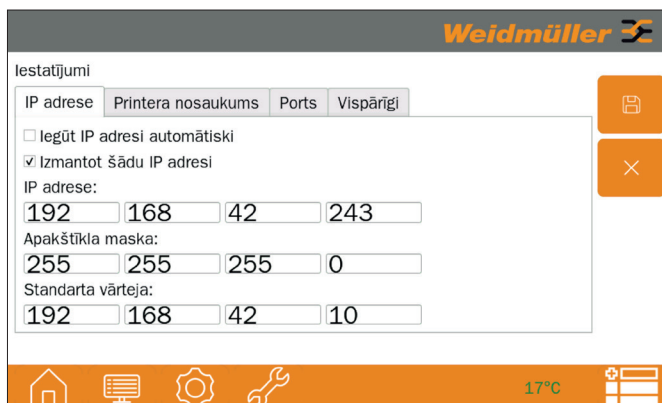 Weidmüller
Iestatījumi
IP adrese Printera nosaukums Ports Vispārīgi
Iegūt IP adresi automātiski
Izmantot šādu IP adresi
IP adrese:
192 168 42 243
Apakštīkla maska:
255 255 255 0
Standarta vārteja:
192 168 42 10
17°C